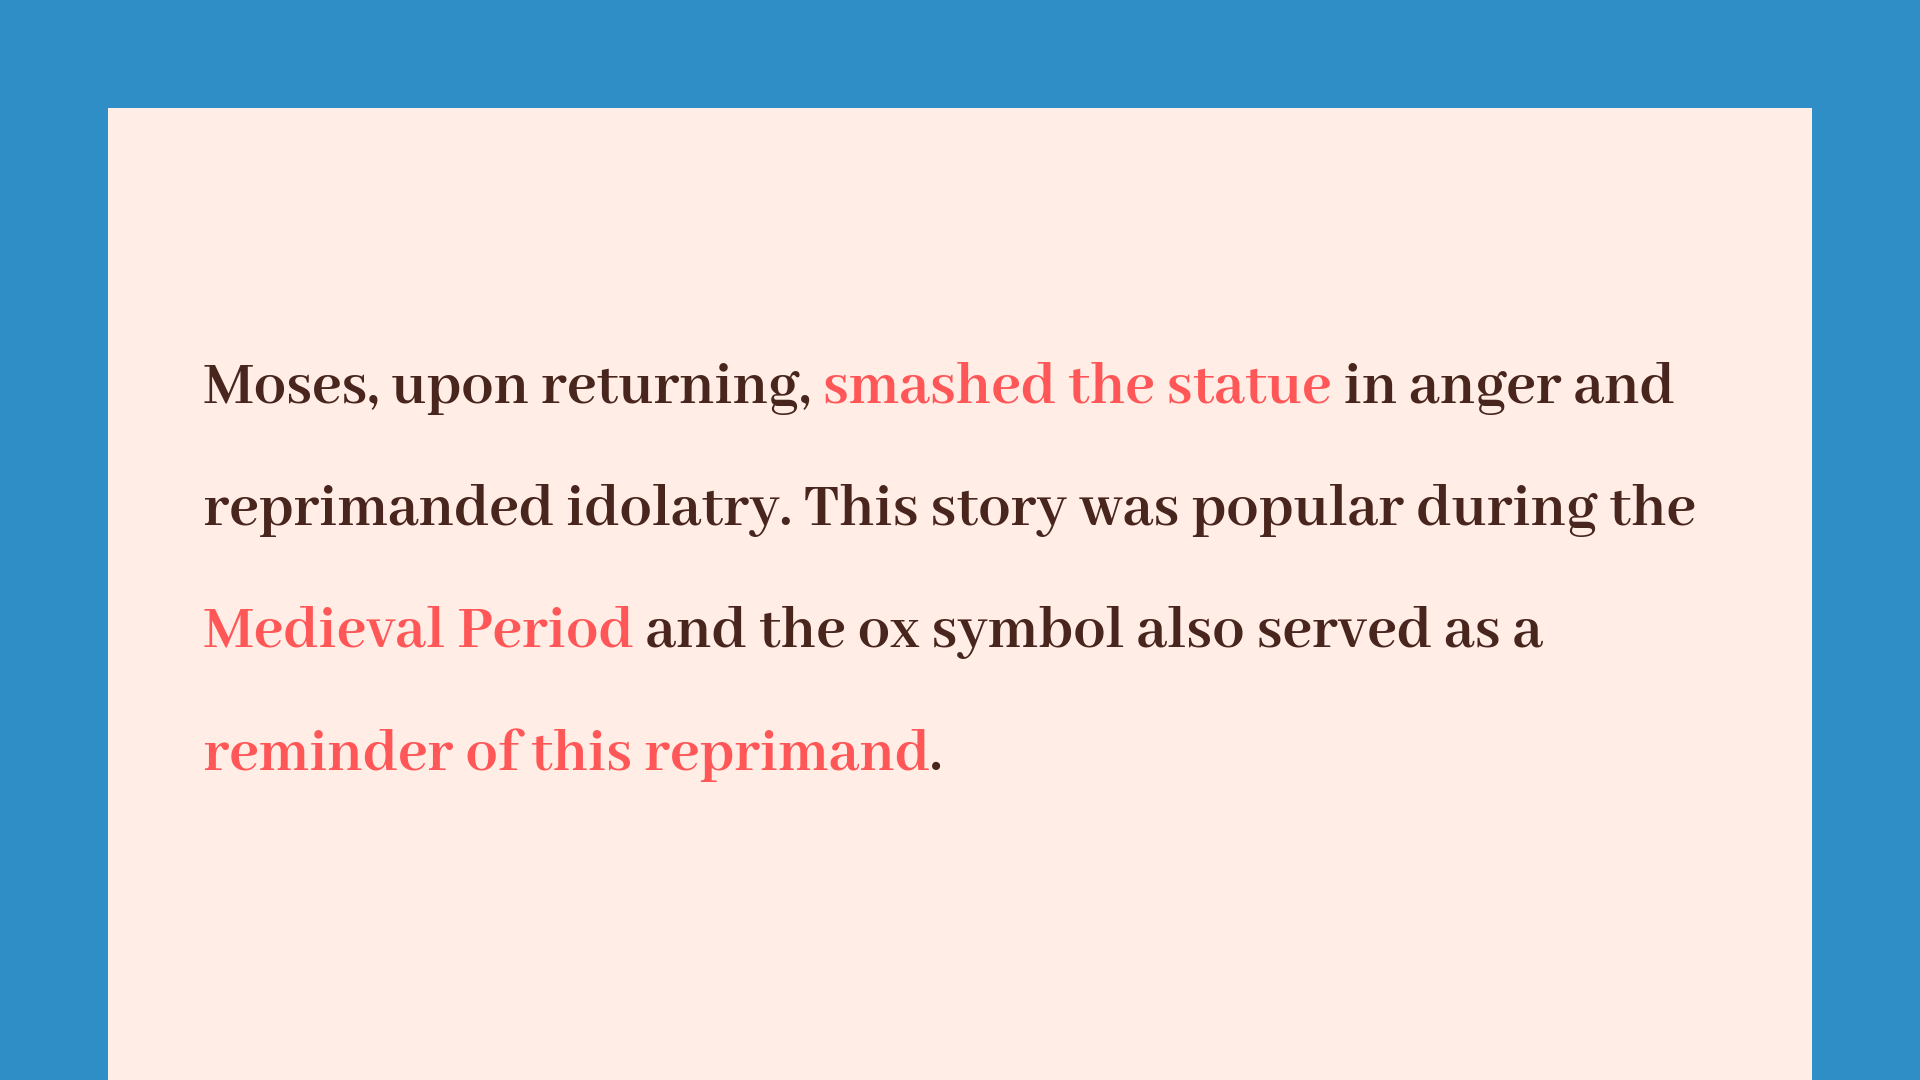 Moses, upon returning, smashed the statue in anger and
reprimanded idolatry. This story was popular during the
Medieval Period and the ox symbol also served as a
reminder of this reprimand.